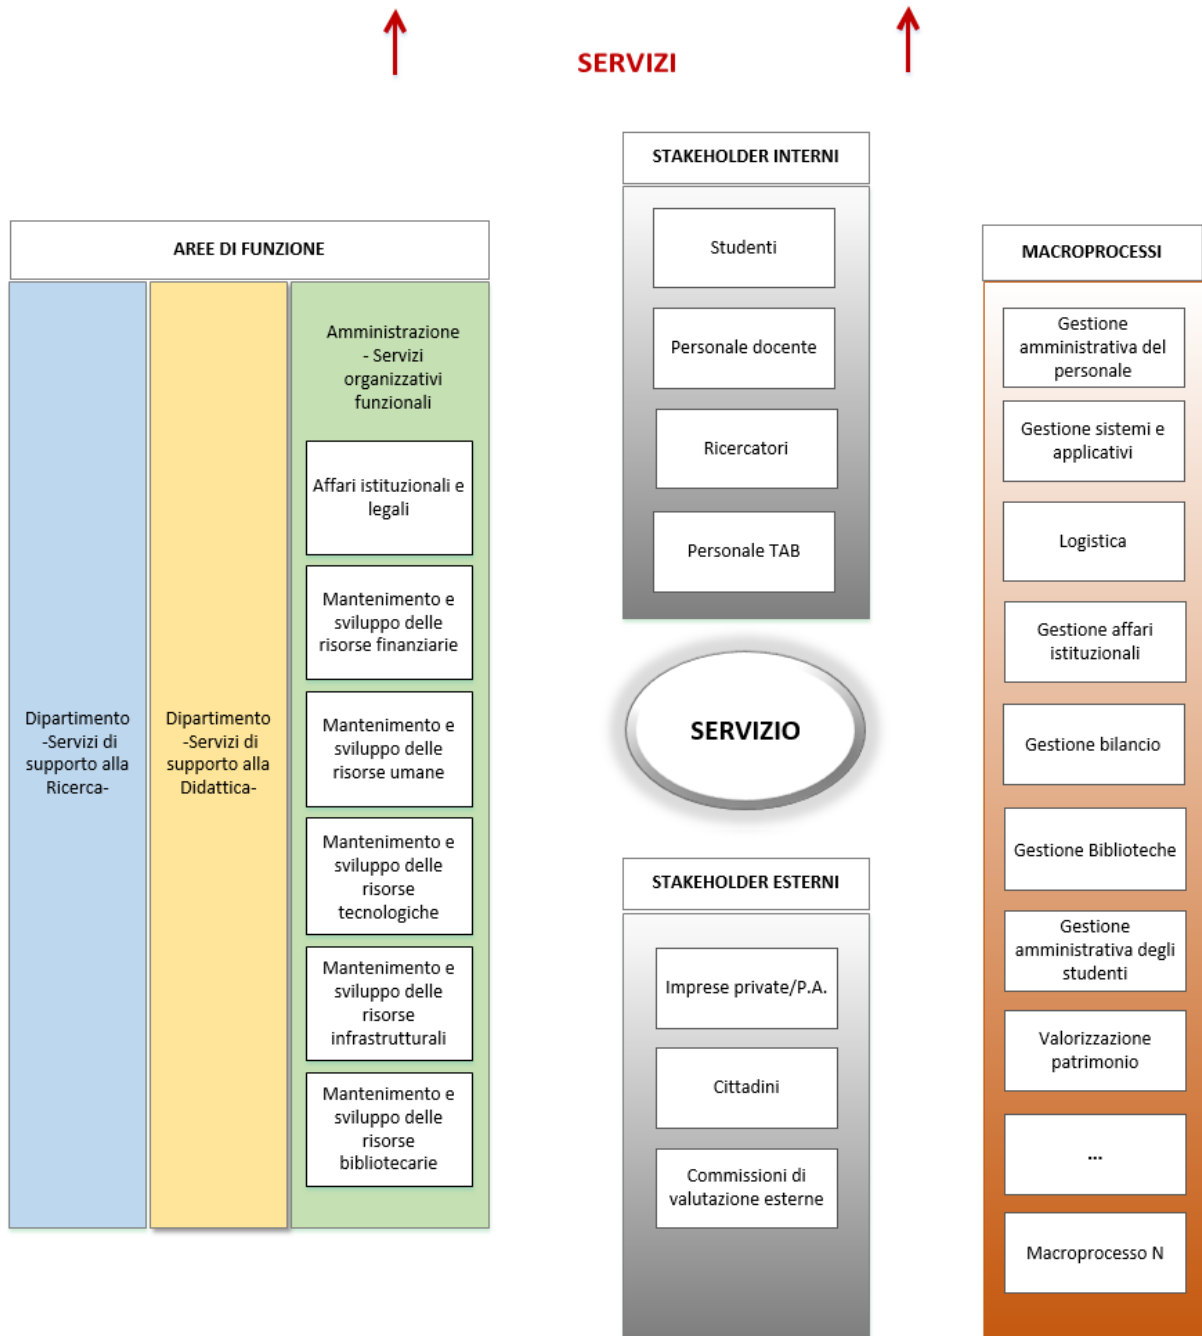 SERVIZI
AREE DI FUNZIONE
Dipartimento
-Servizi di
supporto alla
Ricerca-
Dipartimento
-Servizi di
supporto alla
Didattica-
Amministrazione
- Servizi
organizzativi
funzionali
Affari istituzionali e
legali
Mantenimento e
sviluppo delle
risorse finanziarie
Mantenimento e
sviluppo delle
risorse umane
Mantenimento e
sviluppo delle
risorse
tecnologiche
Mantenimento e
sviluppo delle
risorse
infrastrutturali
Mantenimento e
sviluppo delle
risorse
bibliotecarie
STAKEHOLDER INTERNI
Studenti
Personale docente
Ricercatori
Personale TAB
SERVIZIO
STAKEHOLDER ESTERNI
Imprese private/P.A.
Cittadini
Commissioni di
valutazione esterne
MACROPROCESSI
Gestione
amministrativa del
personale
Gestione sistemi e
applicativi
Logistica
Gestione affari
istituzionali
Gestione bilancio
Gestione Biblioteche
Gestione
amministrativa degli
studenti
Valorizzazione
patrimonio
...
Macroprocesso N